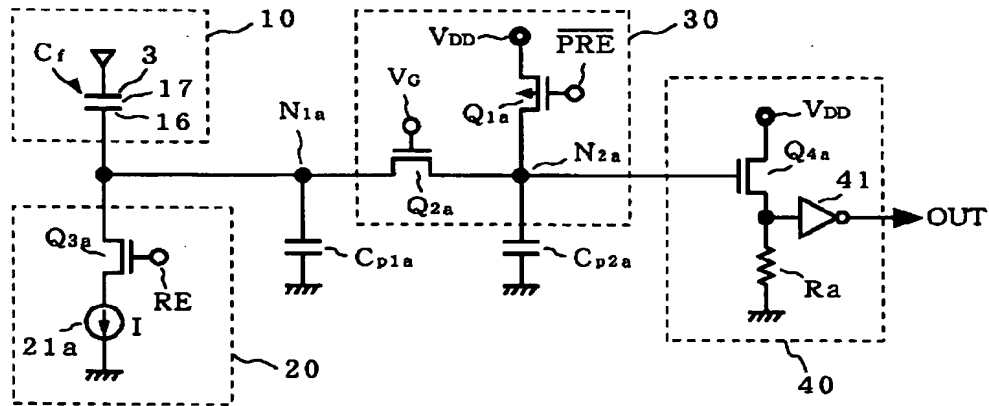 10
Cf
3
17
16
N1a
VG
Q2a
VDD
PRE
Q1a
30
N2a
VDD
Q4a
41
OUT
Ra
40
Cp1a
Cp2a
Q3a
RE
21a
I
20